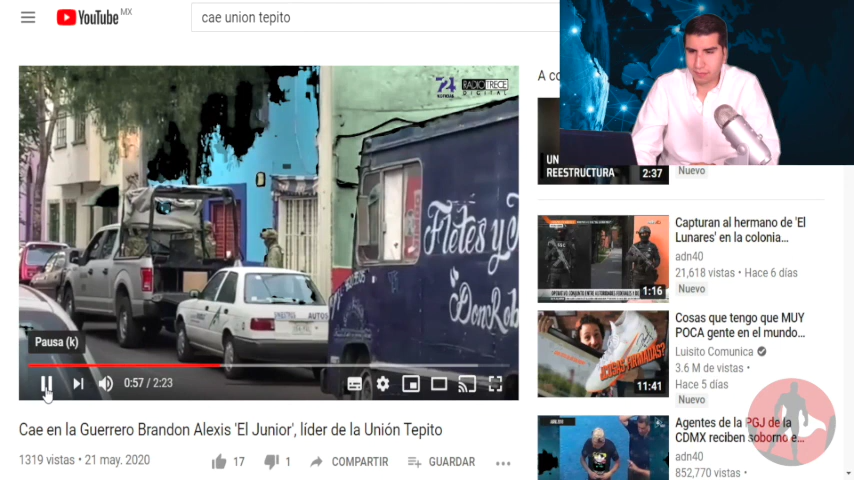 YouTube MX
cae union tepito
24
RADIOTRECE
DIGITAL
Fletes y
Don Rob
Pausa (k)
0:57 / 2:23
Cae en la Guerrero Brandon Alexis 'El Junior', líder de la Unión Tepito
1319 vistas • 21 may. 2020
17
1
COMPARTIR
GUARDAR
A co
UN
REESTRUCTURA
2:37
Nuevo
1:16
Capturan al hermano de 'El
Lunares' en la colonia...
adn40
21,618 vistas • Hace 6 días
Nuevo
¿COSAS FIRMADAS?
11:41
Cosas que tengo que MUY
POCA gente en el mundo...
Luisito Comunica
3.6 M de vistas •
Hace 5 días
Nuevo
Agentes de la PGJ de la
CDMX reciben soborno e...
adn40
852,770 vistas •